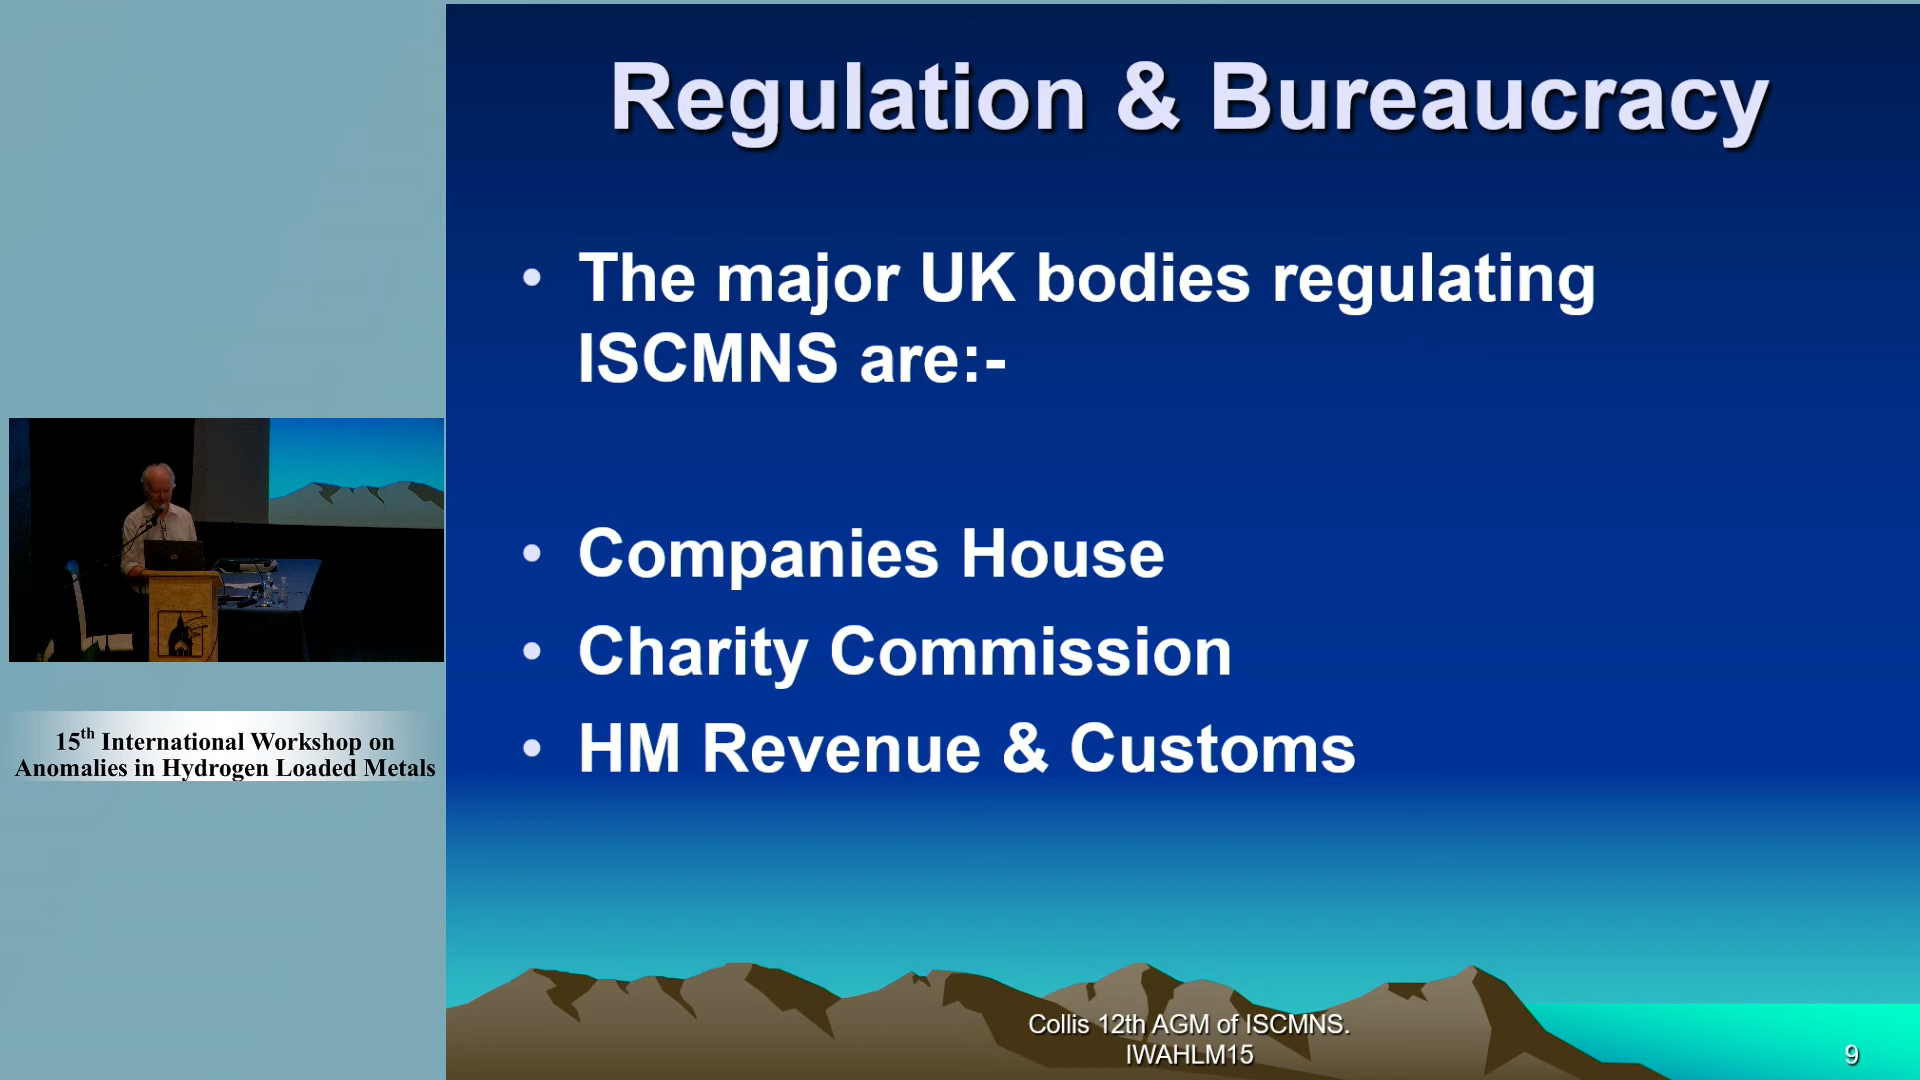 Regulation & Bureaucracy
• The major UK bodies regulating
ISCMNS are:-
• Companies House
• Charity Commission
• HM Revenue & Customs
15th International Workshop on
Anomalies in Hydrogen Loaded Metals
Collis 12th AGM of ISCMNS.
IWAHLM15
9